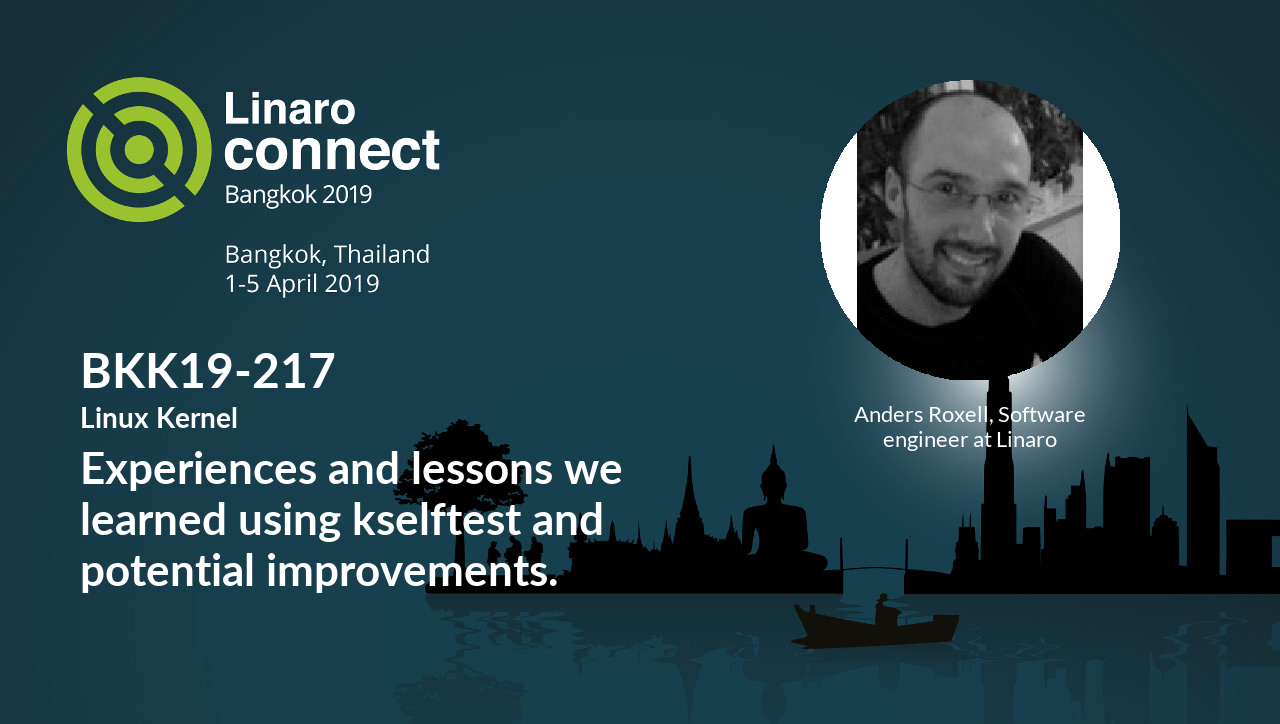 Linaro
connect
Bangkok 2019
Bangkok, Thailand
1-5 April 2019
BKK19-217
Linux Kernel
Experiences and lessons we
learned using kselftest and
potential improvements.
Anders Roxell, Software
engineer at Linaro